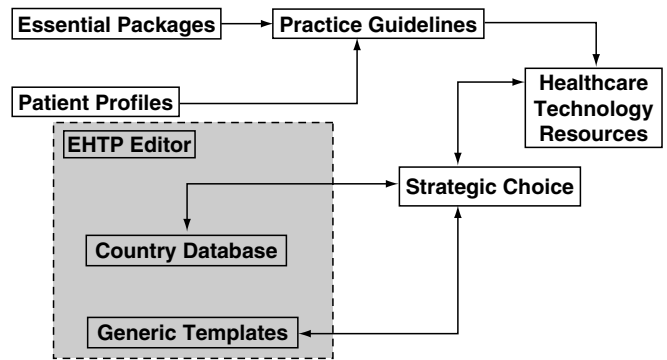 Essential Packages
Practice Guidelines
Patient Profiles
Healthcare
Technology
Resources
EHTP Editor
Strategic Choice
Country Database
Generic Templates